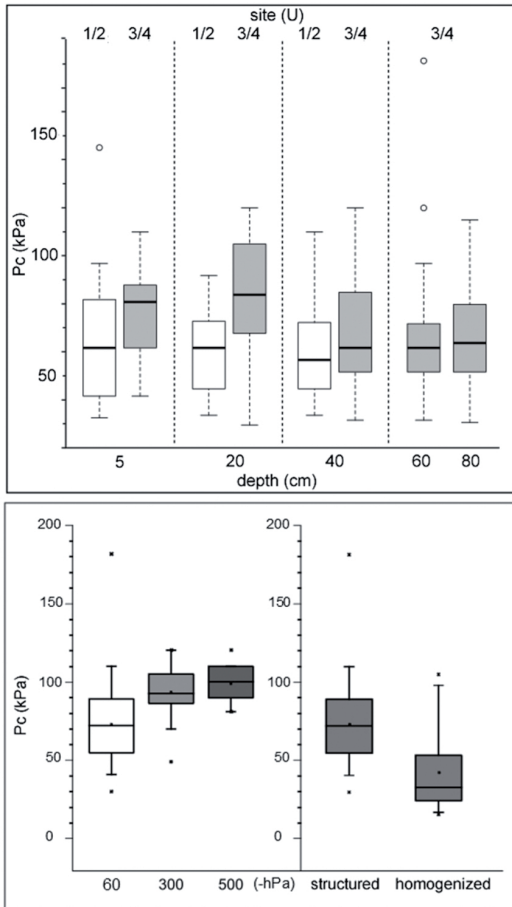 site (U)
1/2 3/4 1/2 3/4 1/2 3/4 3/4
150
100
50
Pc (kPa)
5 20 40 60 80
depth (cm)
200 200
150 150
100 100
50 50
0 0
Pc (kPa)
60 300 500 (-hPa) structured homogenized